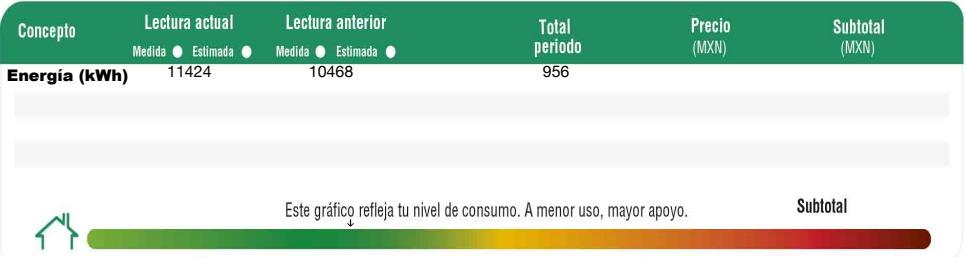 Concepto Lectura actual Lectura anterior Total periodo Precio (MXN) Subtotal (MXN)
Medida Estimada Medida Estimada
Energía (kWh) 11424 10468 956
Este gráfico refleja tu nivel de consumo. A menor uso, mayor apoyo. Subtotal